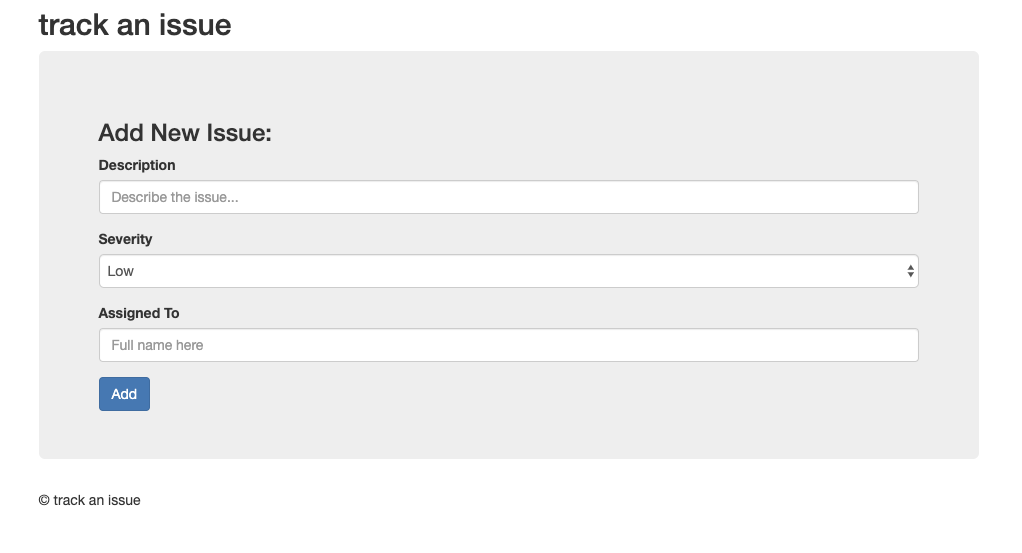 track an issue
Add New Issue:
Description
Describe the issue...
Severity
Low
Assigned To
Full name here
Add
© track an issue